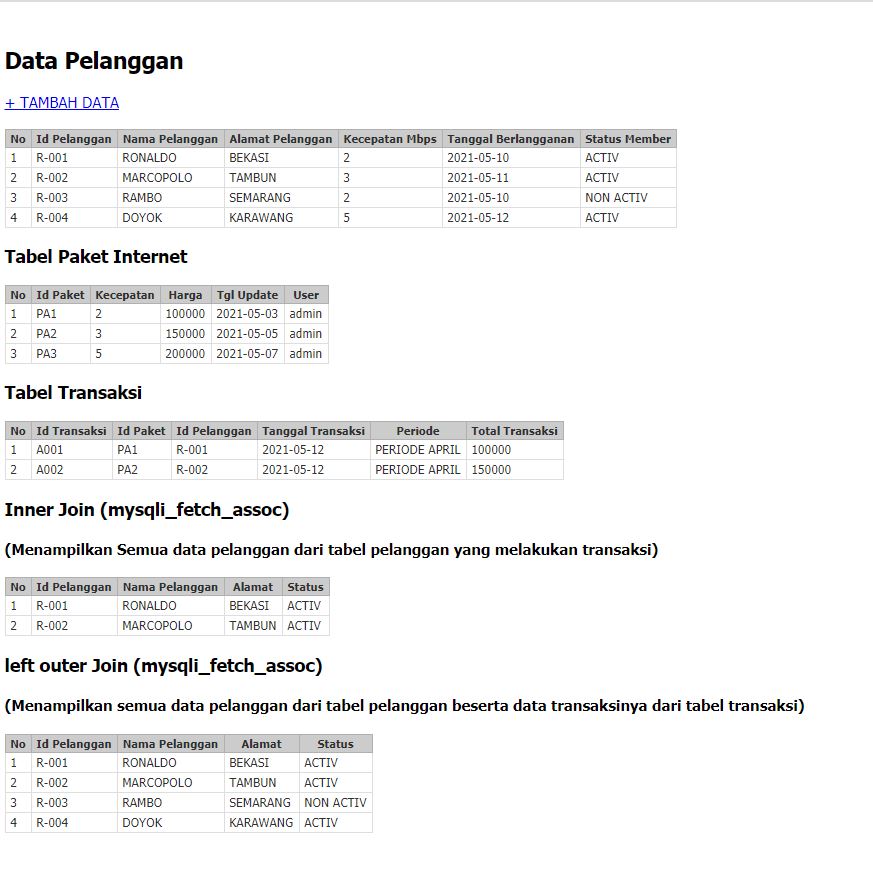 Data Pelanggan
+ TAMBAH DATA
No Id Pelanggan Nama Pelanggan Alamat Pelanggan Kecepatan Mbps Tanggal Berlangganan Status Member
1 R-001 RONALDO BEKASI 2 2021-05-10 ACTIV
2 R-002 MARCOPOLO TAMBUN 3 2021-05-11 ACTIV
3 R-003 RAMBO SEMARANG 2 2021-05-10 NON ACTIV
4 R-004 DOYOK KARAWANG 5 2021-05-12 ACTIV
Tabel Paket Internet
No Id Paket Kecepatan Harga Tgl Update User
1 PA1 2 100000 2021-05-03 admin
2 PA2 3 150000 2021-05-05 admin
3 PA3 5 200000 2021-05-07 admin
Tabel Transaksi
No Id Transaksi Id Paket Id Pelanggan Tanggal Transaksi Periode Total Transaksi
1 A001 PA1 R-001 2021-05-12 PERIODE APRIL 100000
2 A002 PA2 R-002 2021-05-12 PERIODE APRIL 150000
Inner Join (mysqli_fetch_assoc)
(Menampilkan Semua data pelanggan dari tabel pelanggan yang melakukan transaksi)
No Id Pelanggan Nama Pelanggan Alamat Status
1 R-001 RONALDO BEKASI ACTIV
2 R-002 MARCOPOLO TAMBUN ACTIV
left outer Join (mysqli_fetch_assoc)
(Menampilkan semua data pelanggan dari tabel pelanggan beserta data transaksinya dari tabel transaksi)
No Id Pelanggan Nama Pelanggan Alamat Status
1 R-001 RONALDO BEKASI ACTIV
2 R-002 MARCOPOLO TAMBUN ACTIV
3 R-003 RAMBO SEMARANG NON ACTIV
4 R-004 DOYOK KARAWANG ACTIV